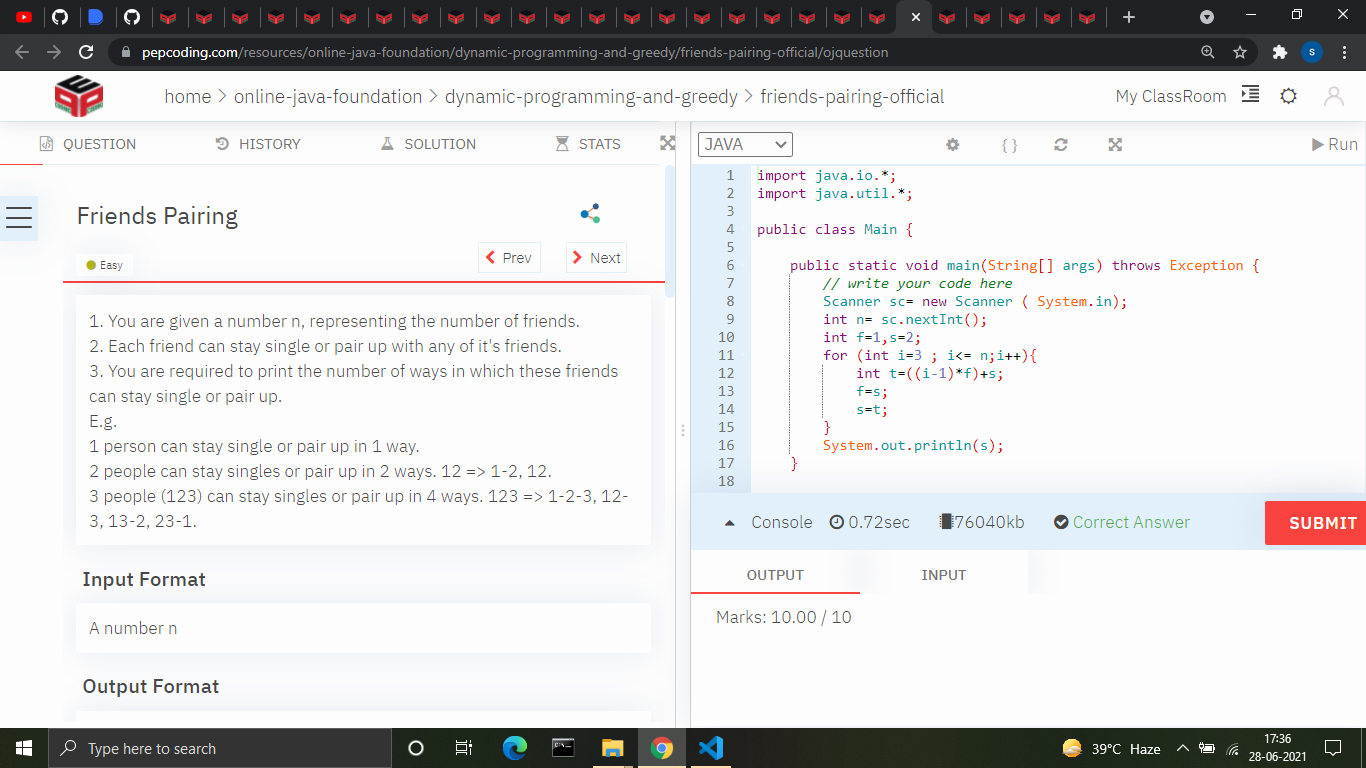 pepcoding.com/resources/online-java-foundation/dynamic-programming-and-greedy/friends-pairing-official/ojquestion
S
home > online-java-foundation > dynamic-programming-and-greedy > friends-pairing-official
My ClassRoom
QUESTION HISTORY SOLUTION STATS
Friends Pairing
Prev Next
Easy
1. You are given a number n, representing the number of friends.
2. Each friend can stay single or pair up with any of it's friends.
3. You are required to print the number of ways in which these friends
can stay single or pair up.
E.g.
1 person can stay single or pair up in 1 way.
2 people can stay singles or pair up in 2 ways. 12 => 1-2, 12.
3 people (123) can stay singles or pair up in 4 ways. 123 => 1-2-3, 12-
3, 13-2, 23-1.
Input Format
A number n
Output Format
JAVA { } Run
1 import java.io.*;
2 import java.util.*;
3
4 public class Main {
5
6 public static void main(String[] args) throws Exception {
7 // write your code here
8 Scanner sc= new Scanner ( System.in);
9 int n= sc.nextInt();
10 int f=1,s=2;
11 for (int i=3 ; i<= n;i++){
12 int t=((i-1)*f)+s;
13 f=s;
14 s=t;
15 }
16 System.out.println(s);
17 }
18
Console 0.72sec 76040kb Correct Answer SUBMIT
OUTPUT INPUT
Marks: 10.00 / 10
Type here to search
39°C Haze
17:36
28-06-2021